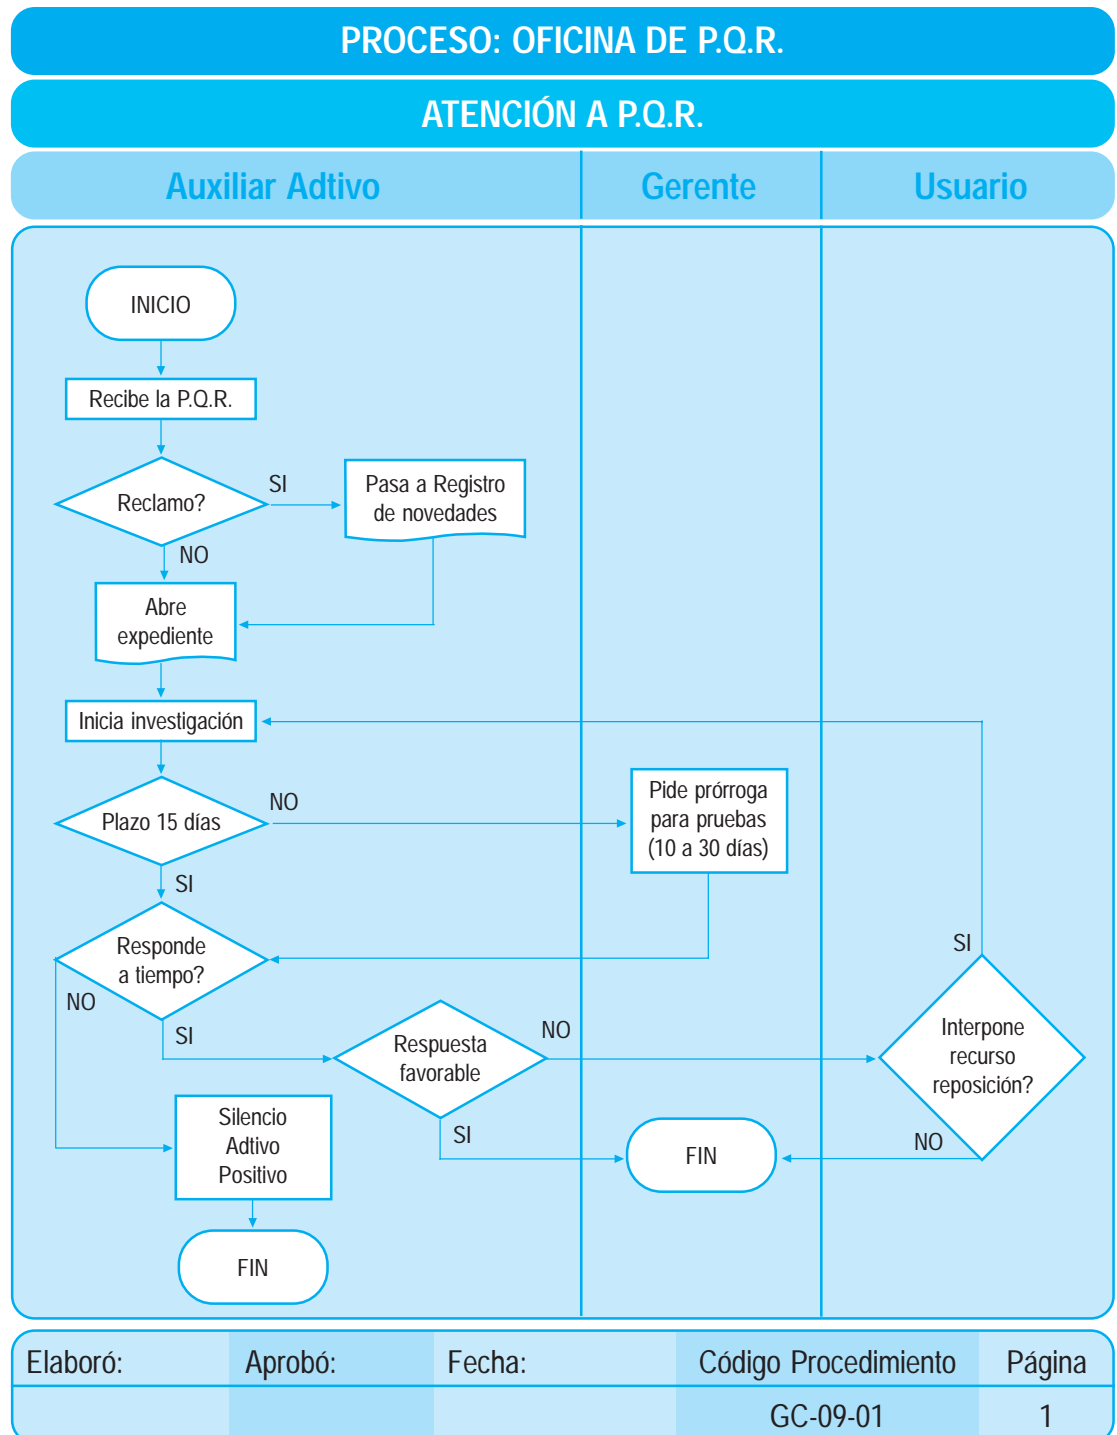 PROCESO: OFICINA DE P.Q.R.
ATENCIÓN A P.Q.R.
Auxiliar Adtivo
Gerente
Usuario
INICIO
Recibe la P.Q.R.
Reclamo?
SI
Pasa a Registro
de novedades
NO
Abre
expediente
Inicia investigación
Plazo 15 días
NO
Pide prórroga
para pruebas
(10 a 30 días)
SI
Responde
a tiempo?
NO
SI
Respuesta
favorable
NO
SI
Interpone
recurso
reposición?
SI
NO
Silencio
Adtivo
Positivo
FIN
FIN
Elaboró:
Aprobó:
Fecha:
Código Procedimiento
Página
GC-09-01
1